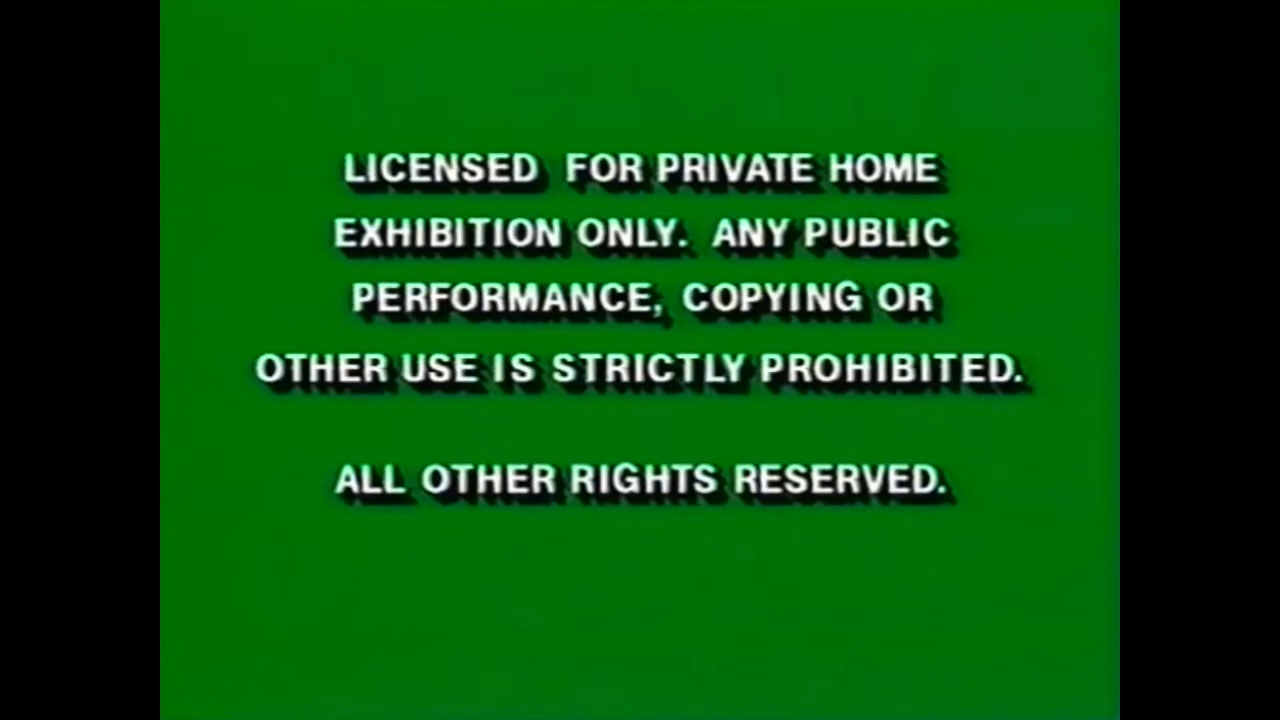 LICENSED FOR PRIVATE HOME
EXHIBITION ONLY. ANY PUBLIC
PERFORMANCE, COPYING OR
OTHER USE IS STRICTLY PROHIBITED.
ALL OTHER RIGHTS RESERVED.